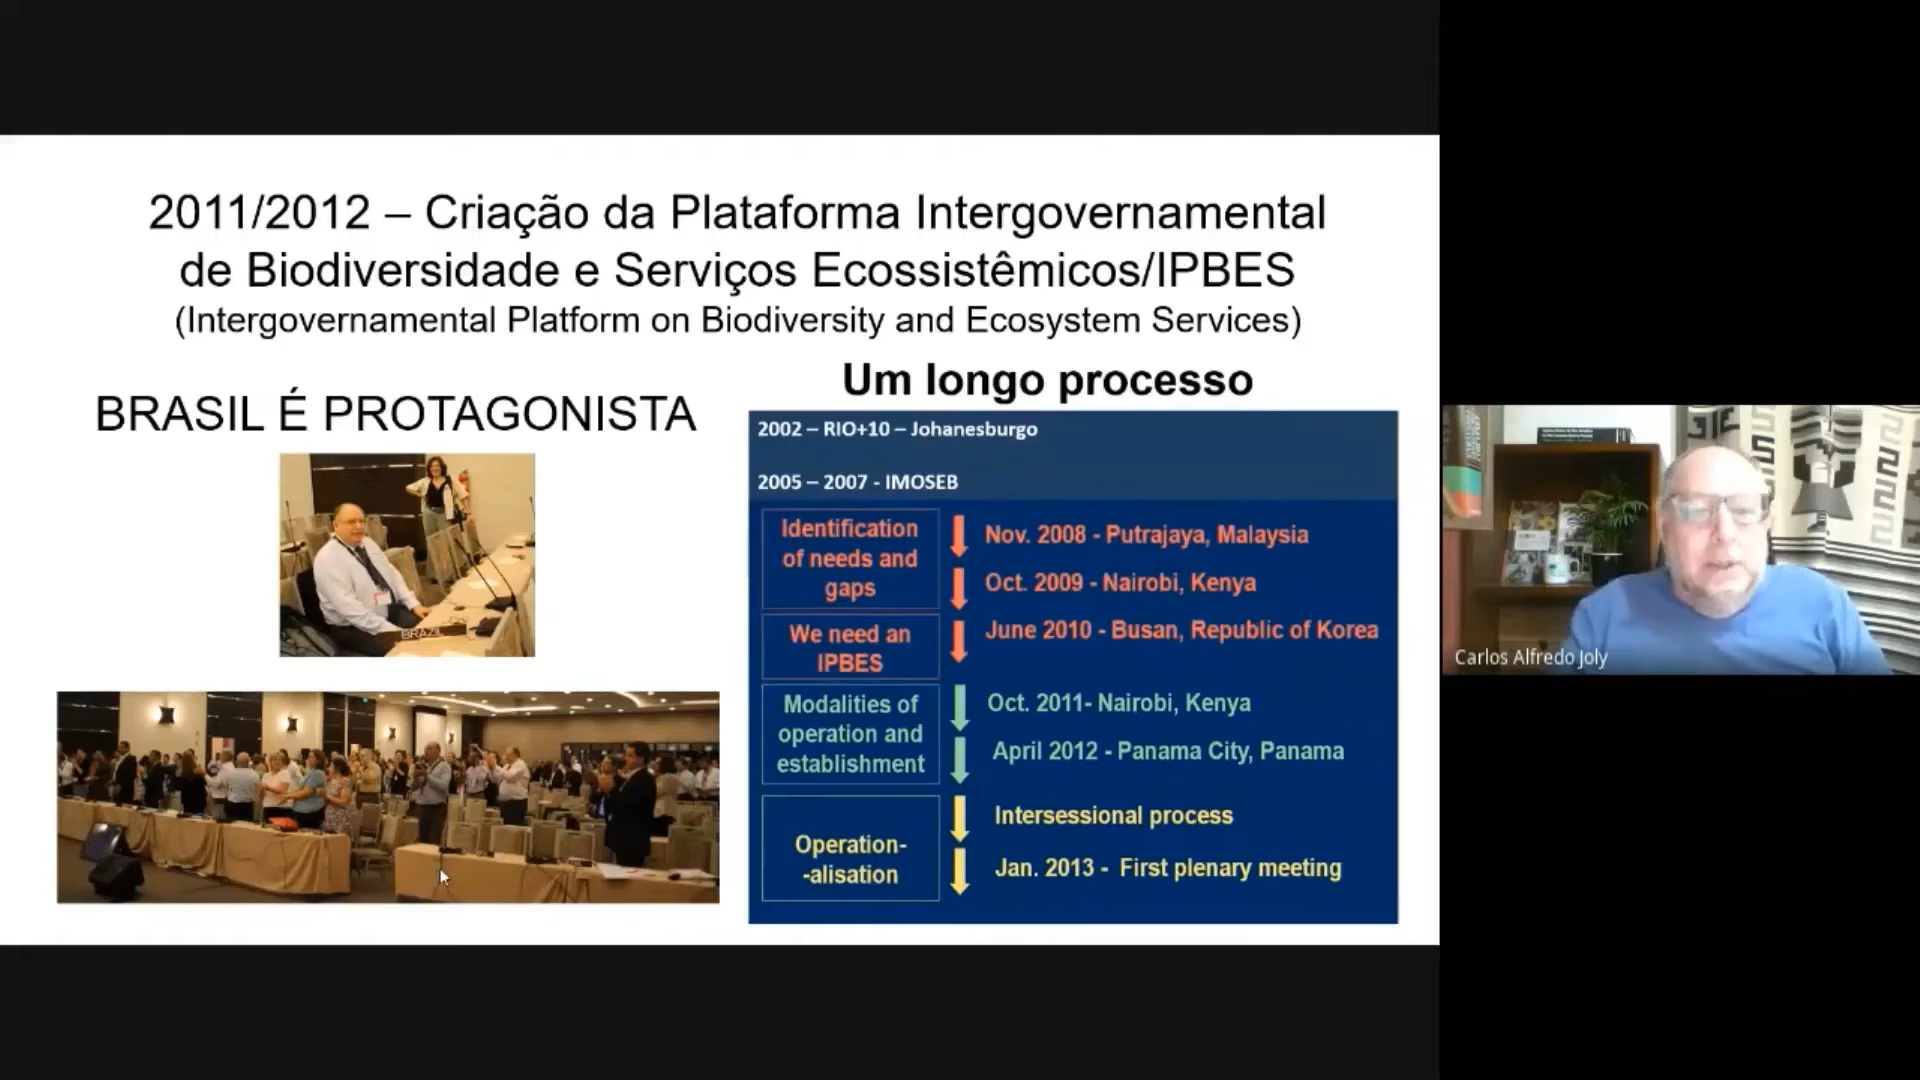 2011/2012 – Criação da Plataforma Intergovernamental
de Biodiversidade e Serviços Ecossistêmicos/IPBES
(Intergovernamental Platform on Biodiversity and Ecosystem Services)
BRASIL É PROTAGONISTA
BRAZIL
Um longo processo
2002 – RIO+10 – Johanesburgo
2005 – 2007 - IMOSEB
Identification
of needs and
gaps
Nov. 2008 - Putrajaya, Malaysia
Oct. 2009 - Nairobi, Kenya
We need an
IPBES
June 2010 - Busan, Republic of Korea
Modalities of
operation and
establishment
Oct. 2011- Nairobi, Kenya
April 2012 - Panama City, Panama
Operation-
-alisation
Intersessional process
Jan. 2013 - First plenary meeting
Carlos Alfredo Joly